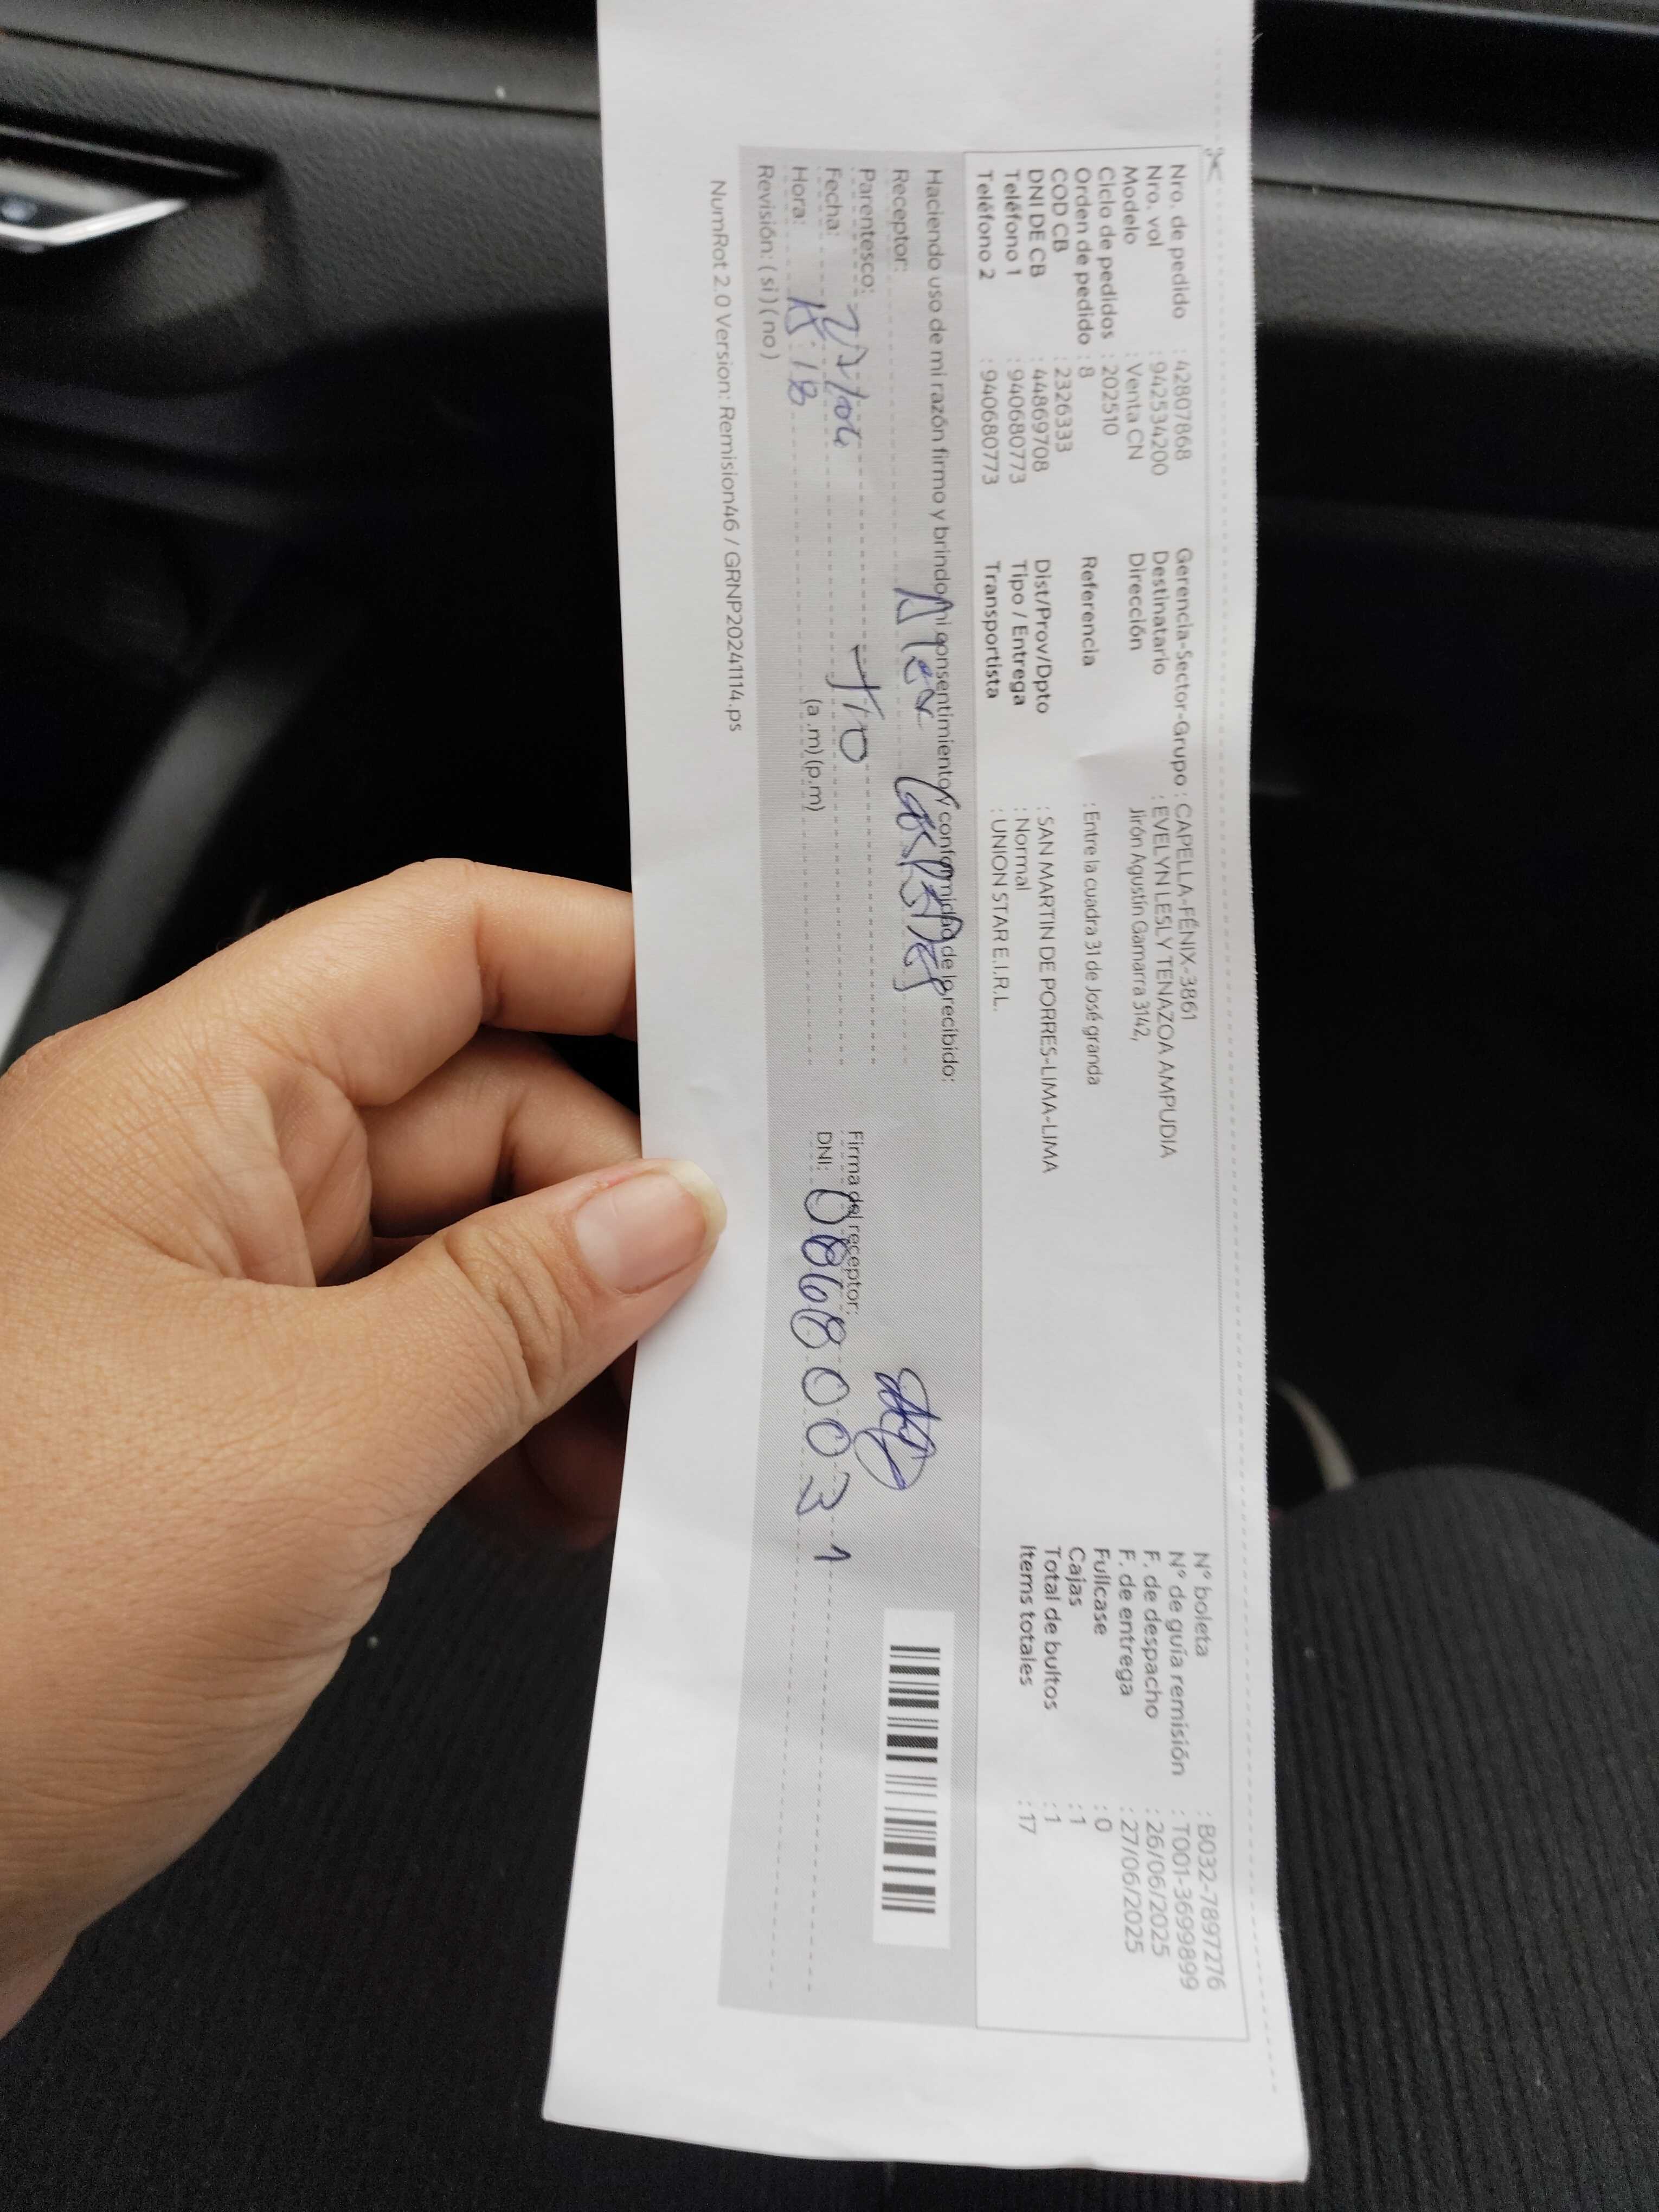 Nro. de pedido : 42807868
Nro. vol : 942534200
Modelo : Venta CN
Ciclo de pedidos : 202510
Orden de pedido : 8
COD CB : 2326333
DNI DE CB : 44869708
Teléfono 1 : 940680773
Teléfono 2 : 940680773
Gerencia-Sector-Grupo : CAPELLA-FÉNIX-3861
Destinatario : EVELYN LESLY TENAZOA AMPUDIA
Dirección Jirón Agustín Gamarra 3142,
Referencia : Entre la cuadra 31 de José granda
Dist/Prov/Dpto : SAN MARTIN DE PORRES-LIMA-LIMA
Tipo / Entrega : Normal
Transportista : UNION STAR E.I.R.L.
N° boleta : B032-7897276
N° de guía remisión : T001-3699899
F. de despacho : 26/06/2025
F. de entrega : 27/06/2025
Fullcase : 0
Cajas : 1
Total de bultos : 1
Items totales : 17
Haciendo uso de mi razón firmo y brindo mi consentimiento y conformidad de lo recibido:
Receptor:
Parentesco: Tio
Fecha:
Hora: :18 (a.m) (p.m)
Revisión: ( si ) ( no )
Firma del receptor:
DNI:
NumRot 2.0 Version: Remision46 / GRNP20241114.ps